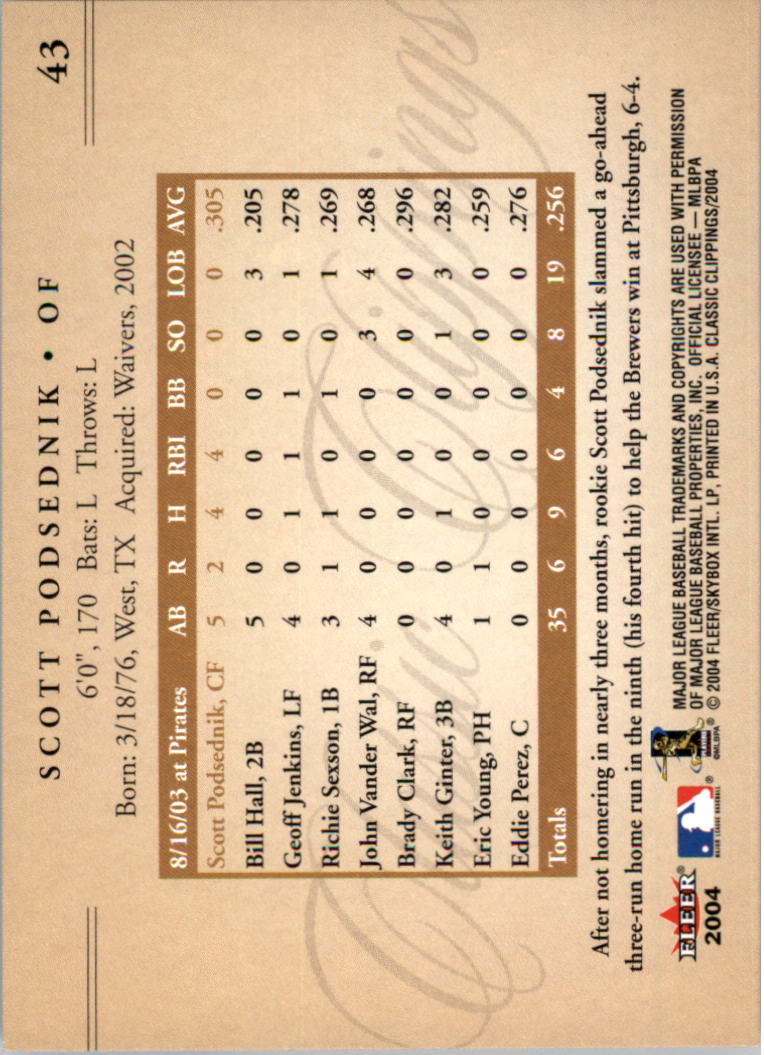 43
SCOTT PODSEDNIK • OF
6'0", 170 Bats: L Throws: L
Born: 3/18/76, West, TX Acquired: Waivers, 2002
Classic Clippings
8/16/03 at Pirates AB R H RBI BB SO LOB AVG
Scott Podsednik, CF 5 2 4 4 0 0 0 .305
Bill Hall, 2B 5 0 0 0 0 0 3 .205
Geoff Jenkins, LF 4 0 1 1 1 0 1 .278
Richie Sexson, 1B 3 1 1 0 1 0 1 .269
John Vander Wal, RF 4 0 0 0 0 3 4 .268
Brady Clark, RF 0 0 0 0 0 0 0 .296
Keith Ginter, 3B 4 0 1 0 0 1 3 .282
Eric Young, PH 1 1 0 0 0 0 0 .259
Eddie Perez, C 0 0 0 0 0 0 0 .276
Totals 35 6 9 6 4 8 19 .256
After not homering in nearly three months, rookie Scott Podsednik slammed a go-ahead
three-run home run in the ninth (his fourth hit) to help the Brewers win at Pittsburgh, 6-4.
FLEER
2004
MAJOR LEAGUE BASEBALL
©MLBPA
MAJOR LEAGUE BASEBALL TRADEMARKS AND COPYRIGHTS ARE USED WITH PERMISSION
OF MAJOR LEAGUE BASEBALL PROPERTIES, INC. OFFICIAL LICENSEE — MLBPA
© 2004 FLEER/SKYBOX INTL. LP, PRINTED IN U.S.A. CLASSIC CLIPPINGS/2004